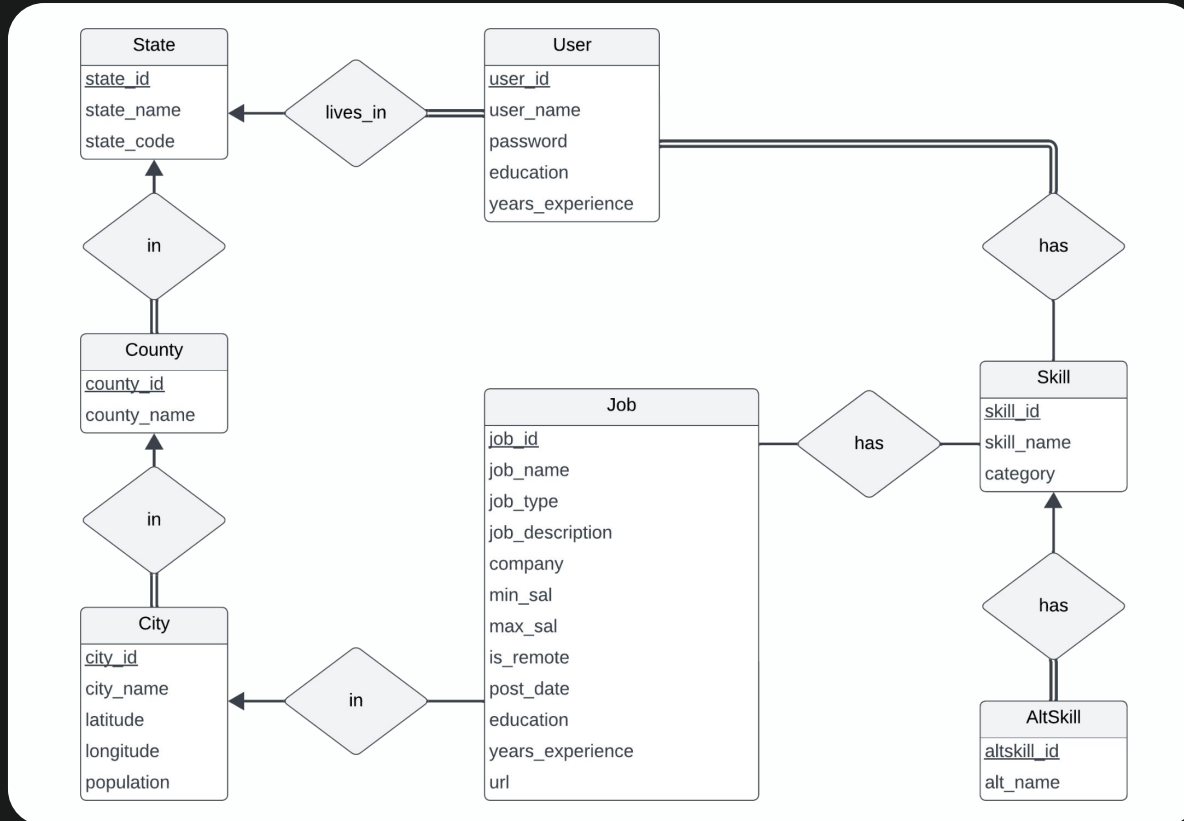 State
state_id
state_name
state_code
lives_in
User
user_id
user_name
password
education
years_experience
in
has
County
county_id
county_name
in
Job
job_id
job_name
job_type
job_description
company
min_sal
max_sal
is_remote
post_date
education
years_experience
url
has
Skill
skill_id
skill_name
category
City
city_id
city_name
latitude
longitude
population
in
has
AltSkill
altskill_id
alt_name